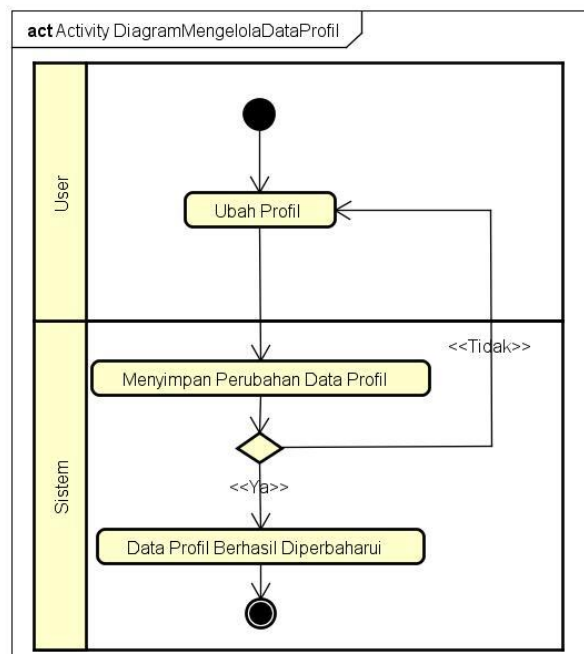 act Activity DiagramMengelolaDataProfil
User
Ubah Profil
<<Tidak>>
Sistem
Menyimpan Perubahan Data Profil
<<Ya>>
Data Profil Berhasil Diperbaharui